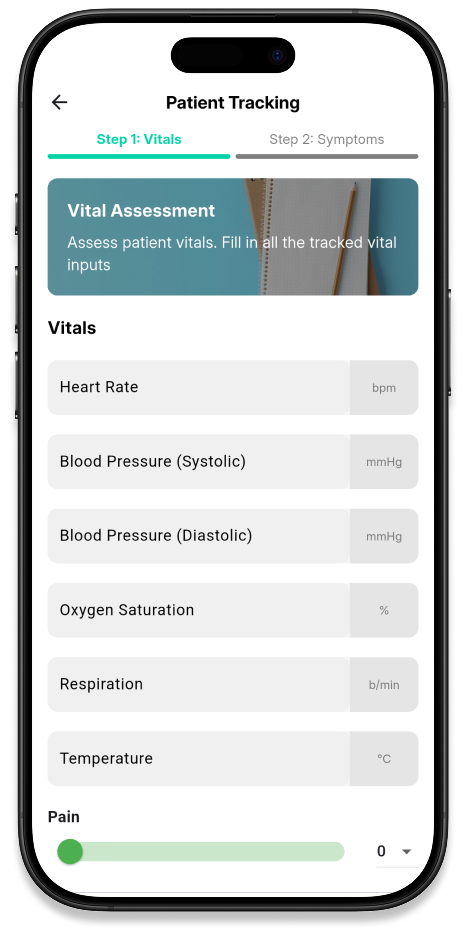 Patient Tracking
Step 1: Vitals
Step 2: Symptoms
Vital Assessment
Assess patient vitals. Fill in all the tracked vital
inputs
Vitals
Heart Rate
bpm
Blood Pressure (Systolic)
mmHg
Blood Pressure (Diastolic)
mmHg
Oxygen Saturation
%
Respiration
b/min
Temperature
°C
Pain
0